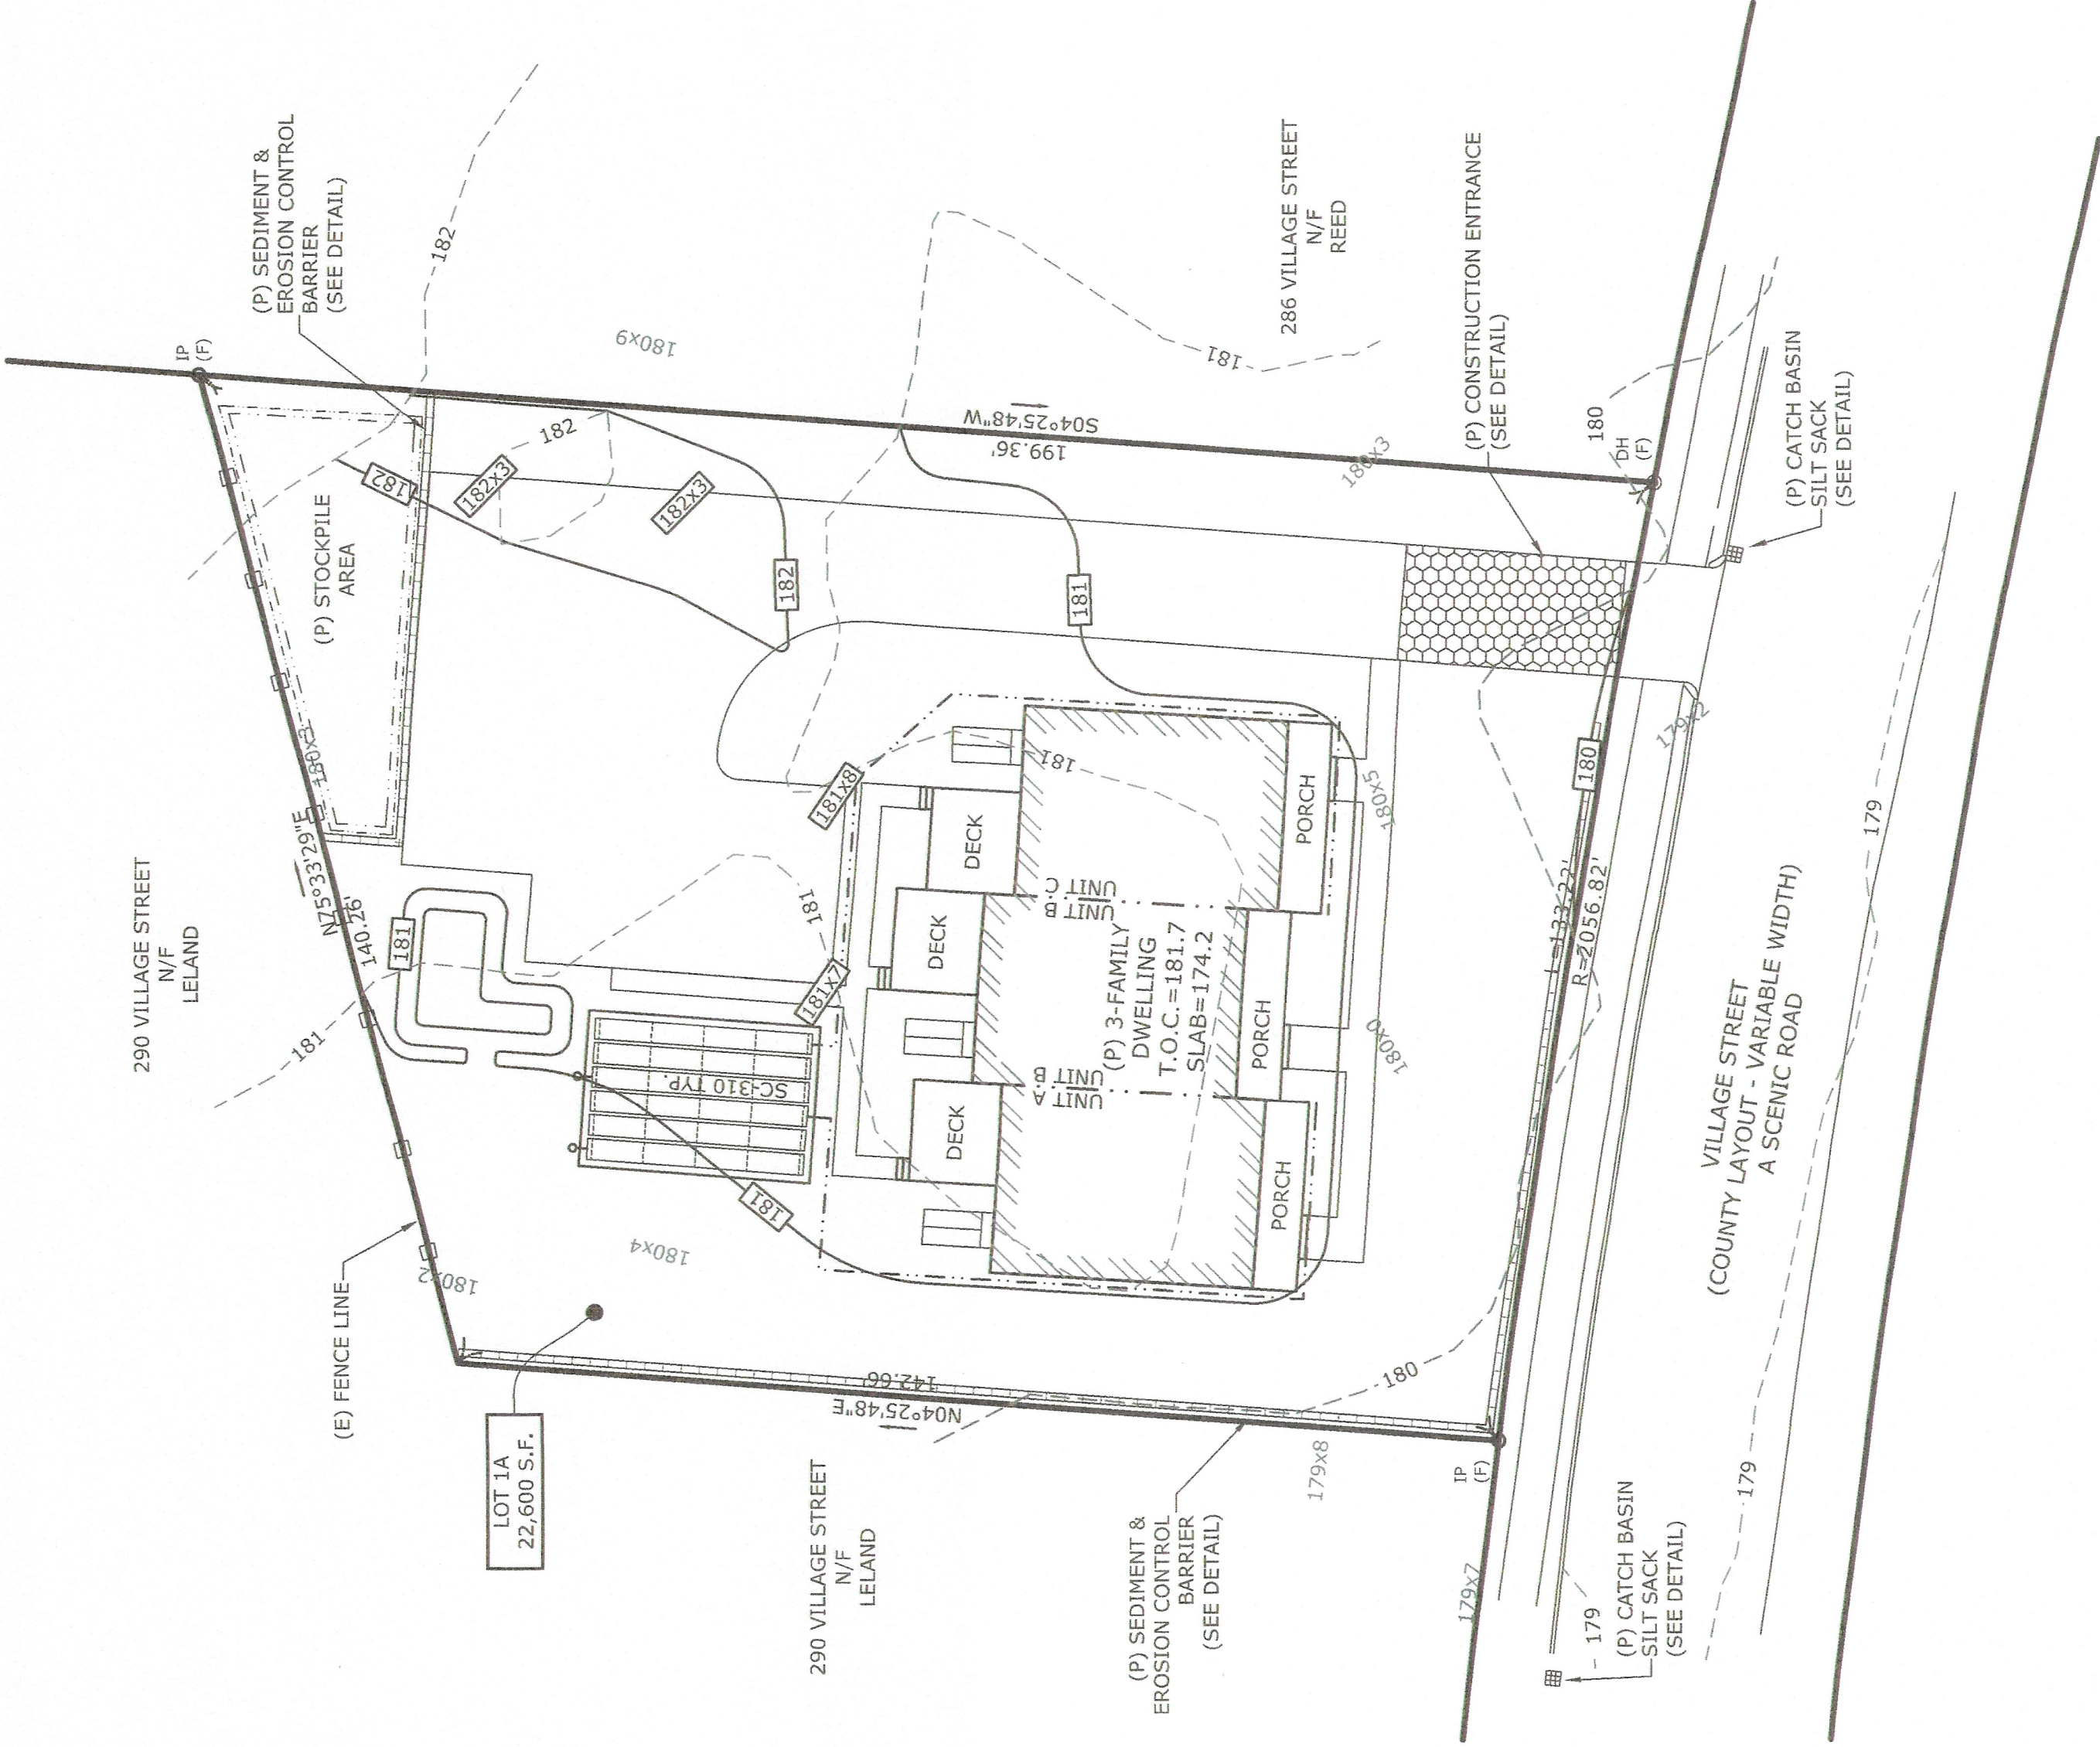 (P) SEDIMENT &
EROSION CONTROL
BARRIER
(SEE DETAIL)
182
IP
(F)
180x9
286 VILLAGE STREET
N/F
REED
181
(P) CONSTRUCTION ENTRANCE
(SEE DETAIL)
180
DH
(F)
(P) CATCH BASIN
SILT SACK
(SEE DETAIL)
S04°25'48"W
199.36'
180x3
182
182
182x3
182x3
(P) STOCKPILE
AREA
182
181
180x3
N75°33'29"E
140.26'
290 VILLAGE STREET
N/F
LELAND
181
181
181
181x8
181x7
SC-310 TYP.
181
180x4
180x2
(E) FENCE LINE
LOT 1A
22,600 S.F.
DECK
DECK
DECK
181
UNIT C
UNIT B
(P) 3-FAMILY
DWELLING
T.O.C.=181.7
SLAB=174.2
UNIT B
UNIT A
PORCH
PORCH
PORCH
180x5
180x0
180
179x2
L=133.22'
R=2056.82'
179
VILLAGE STREET
(COUNTY LAYOUT - VARIABLE WIDTH)
A SCENIC ROAD
180
142.66'
N04°25'48"E
179x8
290 VILLAGE STREET
N/F
LELAND
(P) SEDIMENT &
EROSION CONTROL
BARRIER
(SEE DETAIL)
IP
(F)
179x7
179
179
(P) CATCH BASIN
SILT SACK
(SEE DETAIL)